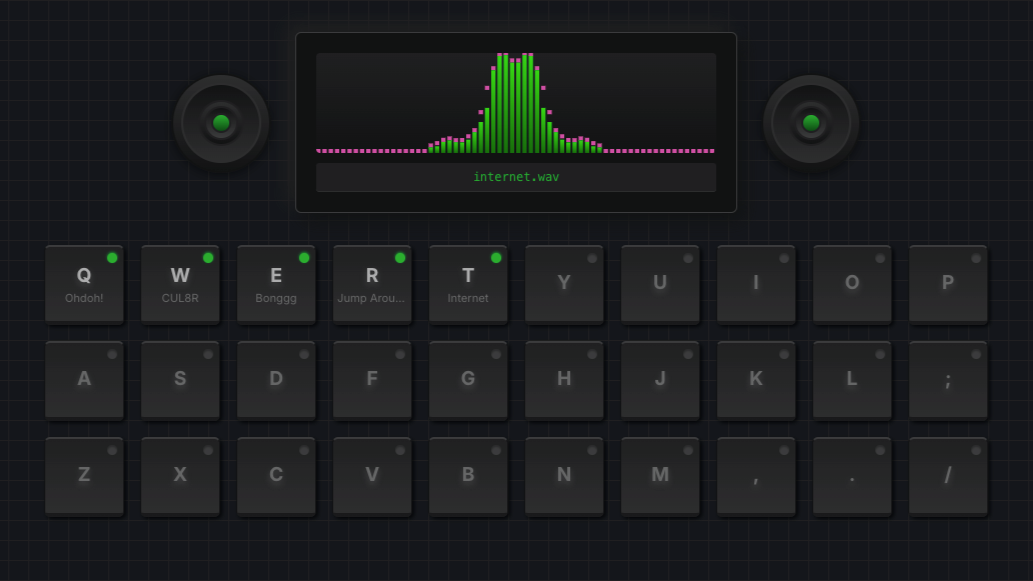 internet.wav
Q W E R T Y U I O P
Ohdoh! CUL8R Bonggg Jump Arou... Internet
A S D F G H J K L ;
Z X C V B N M , . /